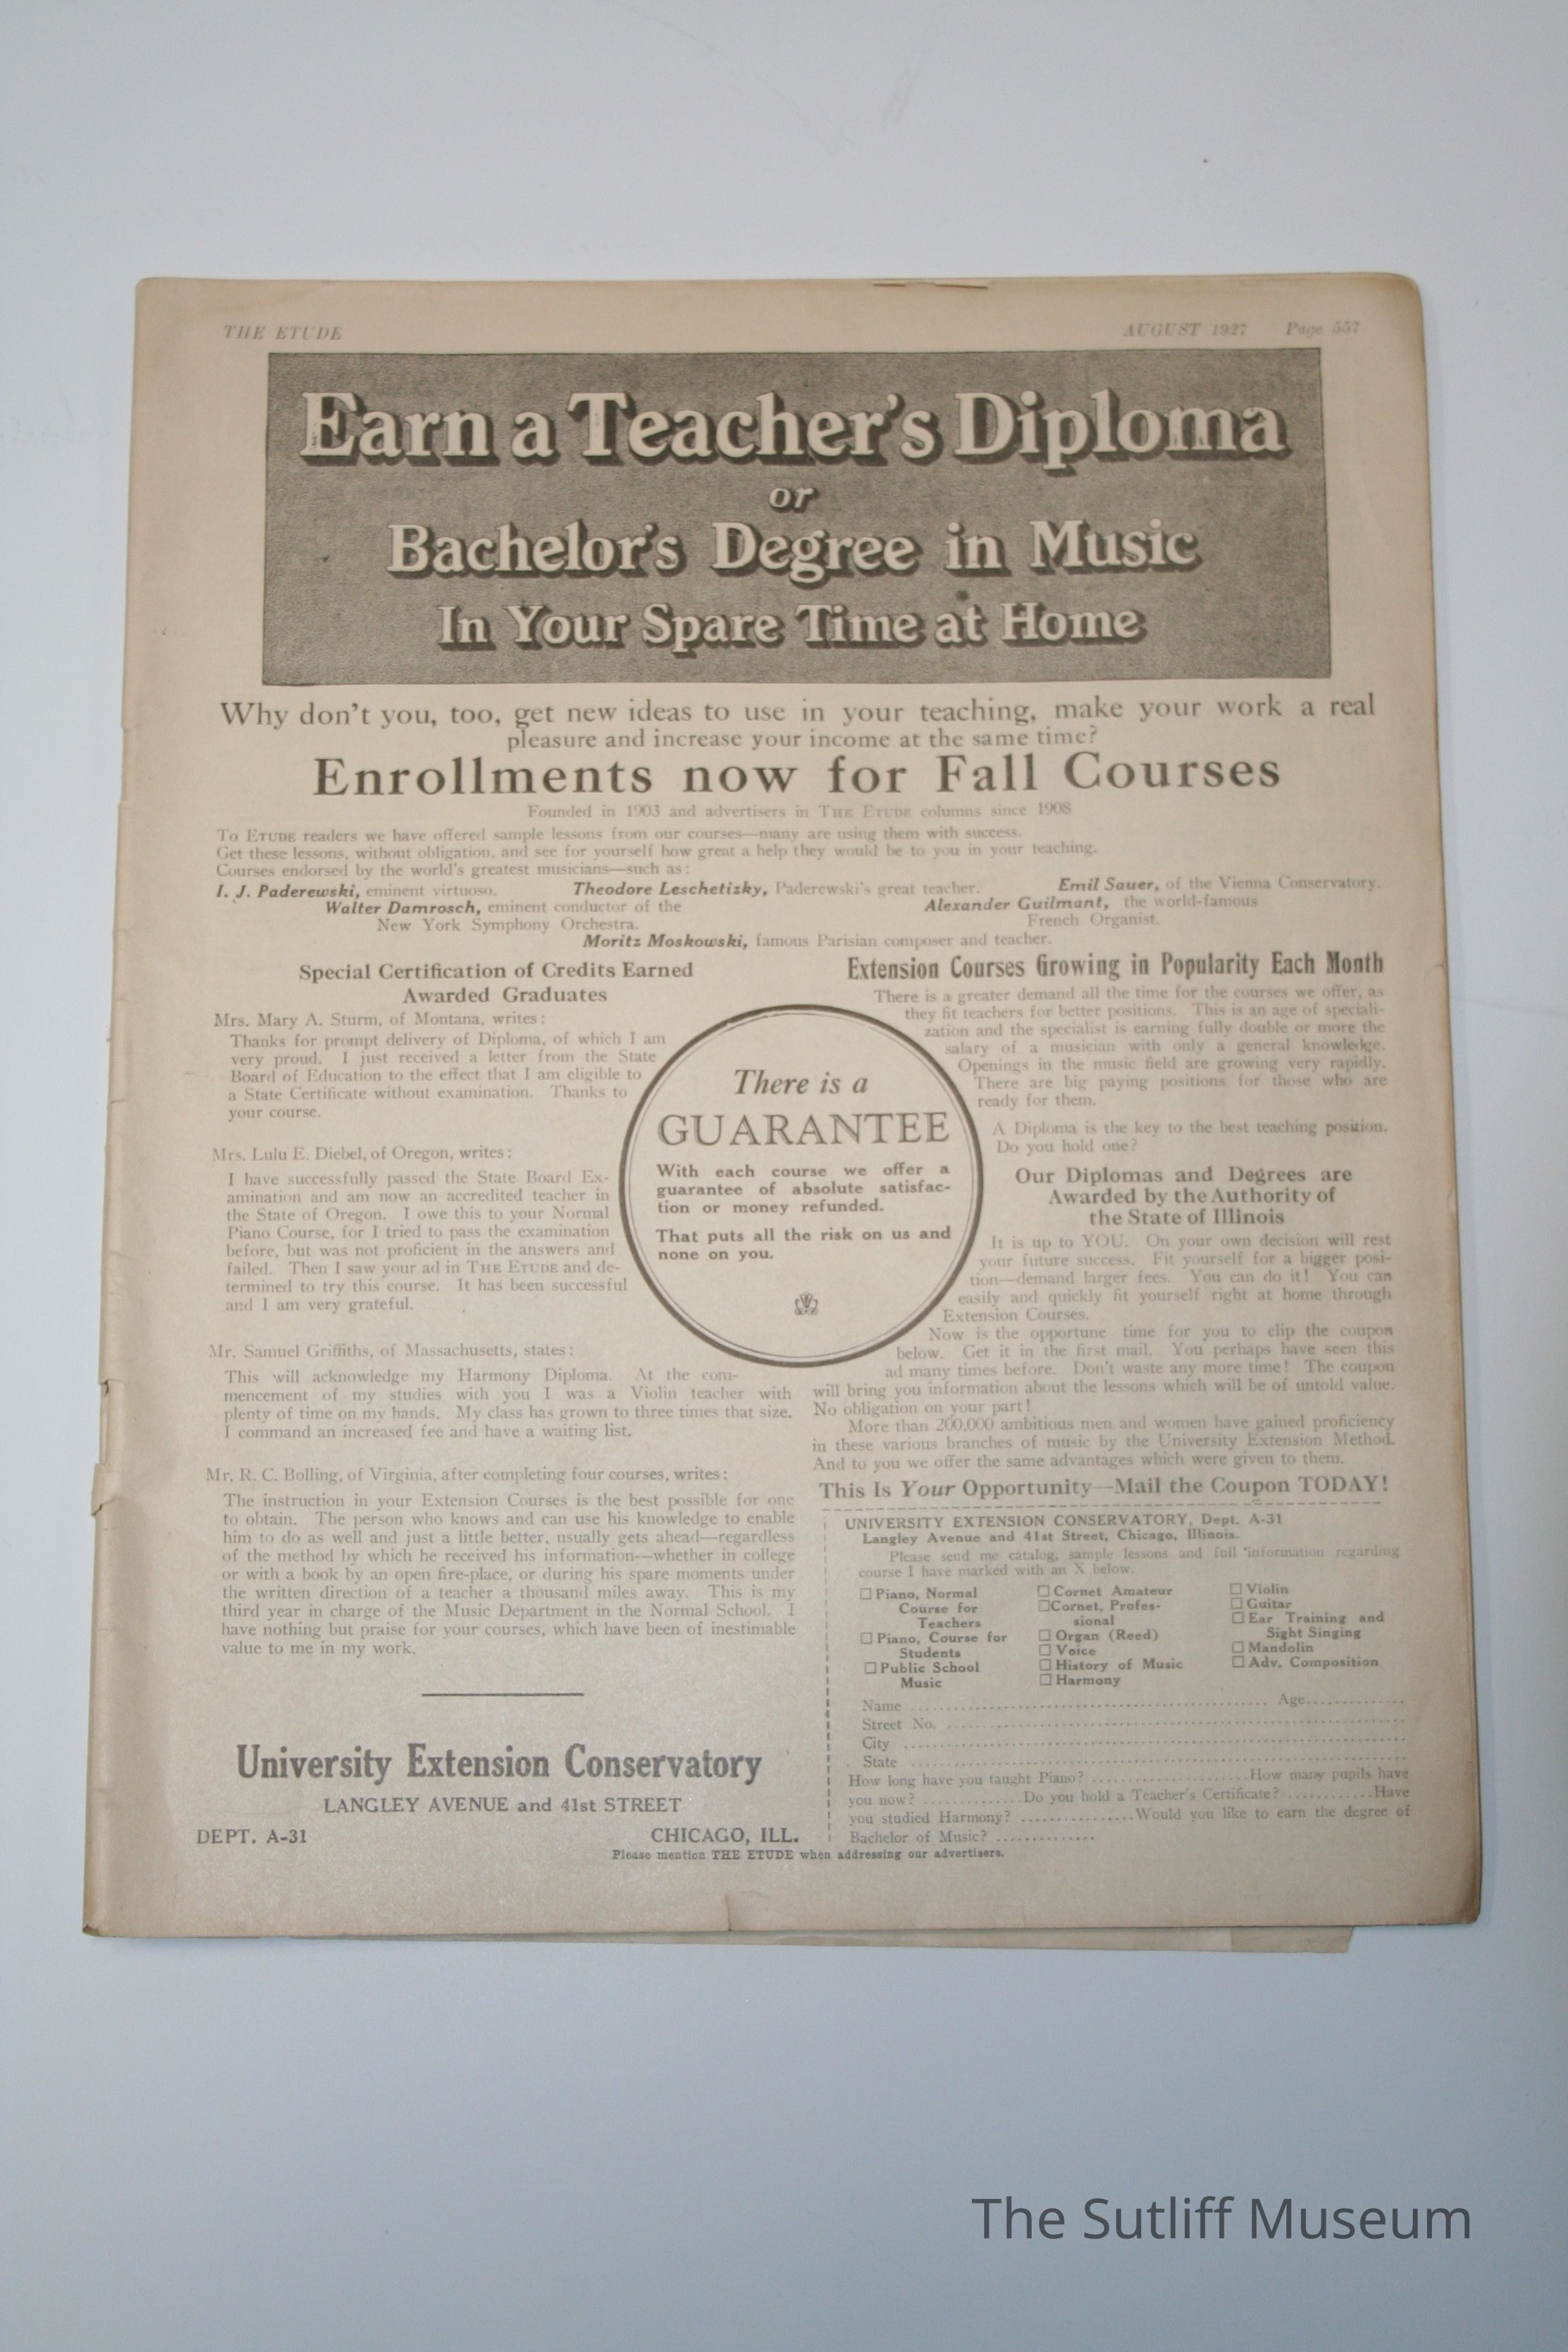 THE ETUDE AUGUST 1927 Page 557
Earn a Teacher's Diploma
or
Bachelor's Degree in Music
In Your Spare Time at Home
Why don't you, too, get new ideas to use in your teaching, make your work a real
pleasure and increase your income at the same time?
Enrollments now for Fall Courses
Founded in 1903 and advertisers in THE ETUDE columns since 1908
To ETUDE readers we have offered sample lessons from our courses—many are using them with success.
Get these lessons, without obligation, and see for yourself how great a help they would be to you in your teaching.
Courses endorsed by the world's greatest musicians—such as:
I. J. Paderewski, eminent virtuoso. Theodore Leschetizky, Paderewski's great teacher. Emil Sauer, of the Vienna Conservatory.
Walter Damrosch, eminent conductor of the
New York Symphony Orchestra.
Alexander Guilmant, the world-famous
French Organist.
Moritz Moskowski, famous Parisian composer and teacher.
Special Certification of Credits Earned
Awarded Graduates
Mrs. Mary A. Sturm, of Montana, writes:
Thanks for prompt delivery of Diploma, of which I am
very proud. I just received a letter from the State
Board of Education to the effect that I am eligible to
a State Certificate without examination. Thanks to
your course.
Mrs. Lulu E. Diebel, of Oregon, writes:
I have successfully passed the State Board Ex-
amination and am now an accredited teacher in
the State of Oregon. I owe this to your Normal
Piano Course, for I tried to pass the examination
before, but was not proficient in the answers and
failed. Then I saw your ad in THE ETUDE and de-
termined to try this course. It has been successful
and I am very grateful.
Mr. Samuel Griffiths, of Massachusetts, states:
This will acknowledge my Harmony Diploma. At the com-
mencement of my studies with you I was a Violin teacher with
plenty of time on my hands. My class has grown to three times that size.
I command an increased fee and have a waiting list.
Mr. R. C. Bolling, of Virginia, after completing four courses, writes:
The instruction in your Extension Courses is the best possible for one
to obtain. The person who knows and can use his knowledge to enable
him to do as well and just a little better, usually gets ahead—regardless
of the method by which he received his information—whether in college
or with a book by an open fire-place, or during his spare moments under
the written direction of a teacher a thousand miles away. This is my
third year in charge of the Music Department in the Normal School. I
have nothing but praise for your courses, which have been of inestimable
value to me in my work.
University Extension Conservatory
LANGLEY AVENUE and 41st STREET
DEPT. A-31 CHICAGO, ILL.
There is a
GUARANTEE
With each course we offer a
guarantee of absolute satisfac-
tion or money refunded.
That puts all the risk on us and
none on you.
Extension Courses Growing in Popularity Each Month
There is a greater demand all the time for the courses we offer, as
they fit teachers for better positions. This is an age of speciali-
zation and the specialist is earning fully double or more the
salary of a musician with only a general knowledge.
Openings in the music field are growing very rapidly.
There are big paying positions for those who are
ready for them.
A Diploma is the key to the best teaching position.
Do you hold one?
Our Diplomas and Degrees are
Awarded by the Authority of
the State of Illinois
It is up to YOU. On your own decision will rest
your future success. Fit yourself for a bigger posi-
tion—demand larger fees. You can do it! You can
easily and quickly fit yourself right at home through
Extension Courses.
Now is the opportune time for you to clip the coupon
below. Get it in the first mail. You perhaps have seen this
ad many times before. Don't waste any more time! The coupon
will bring you information about the lessons which will be of untold value.
No obligation on your part!
More than 200,000 ambitious men and women have gained proficiency
in these various branches of music by the University Extension Method.
And to you we offer the same advantages which were given to them.
This Is Your Opportunity—Mail the Coupon TODAY!
UNIVERSITY EXTENSION CONSERVATORY, Dept. A-31
Langley Avenue and 41st Street, Chicago, Illinois.
Please send me catalog, sample lessons and full information regarding
course I have marked with an X below.
☐ Piano, Normal
Course for
Teachers
☐ Piano, Course for
Students
☐ Public School
Music
☐ Cornet Amateur
☐ Cornet, Profes-
sional
☐ Organ (Reed)
☐ Voice
☐ History of Music
☐ Harmony
☐ Violin
☐ Guitar
☐ Ear Training and
Sight Singing
☐ Mandolin
☐ Adv. Composition
Name ........ Age........
Street No. ........
City ........
State ........
How long have you taught Piano? ........How many pupils have
you now? ........Do you hold a Teacher's Certificate? ........Have
you studied Harmony? ........Would you like to earn the degree of
Bachelor of Music? ........
Please mention THE ETUDE when addressing our advertisers.
The Sutliff Museum